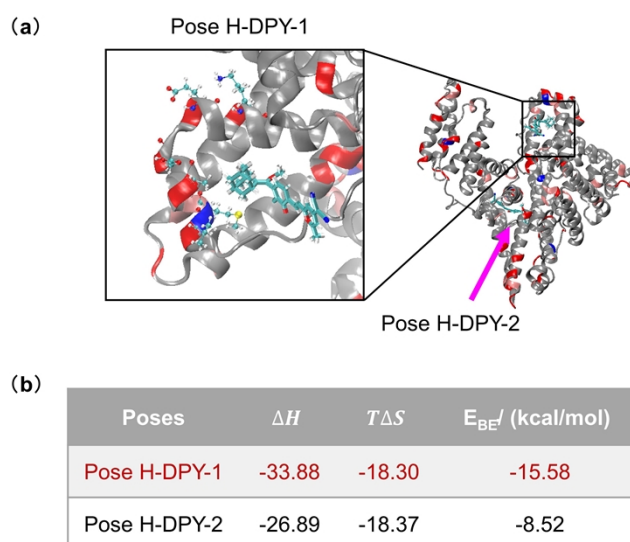 (a)
Pose H-DPY-1
Pose H-DPY-2
(b)
Poses ΔH TΔS E_BE/ (kcal/mol)
Pose H-DPY-1 -33.88 -18.30 -15.58
Pose H-DPY-2 -26.89 -18.37 -8.52